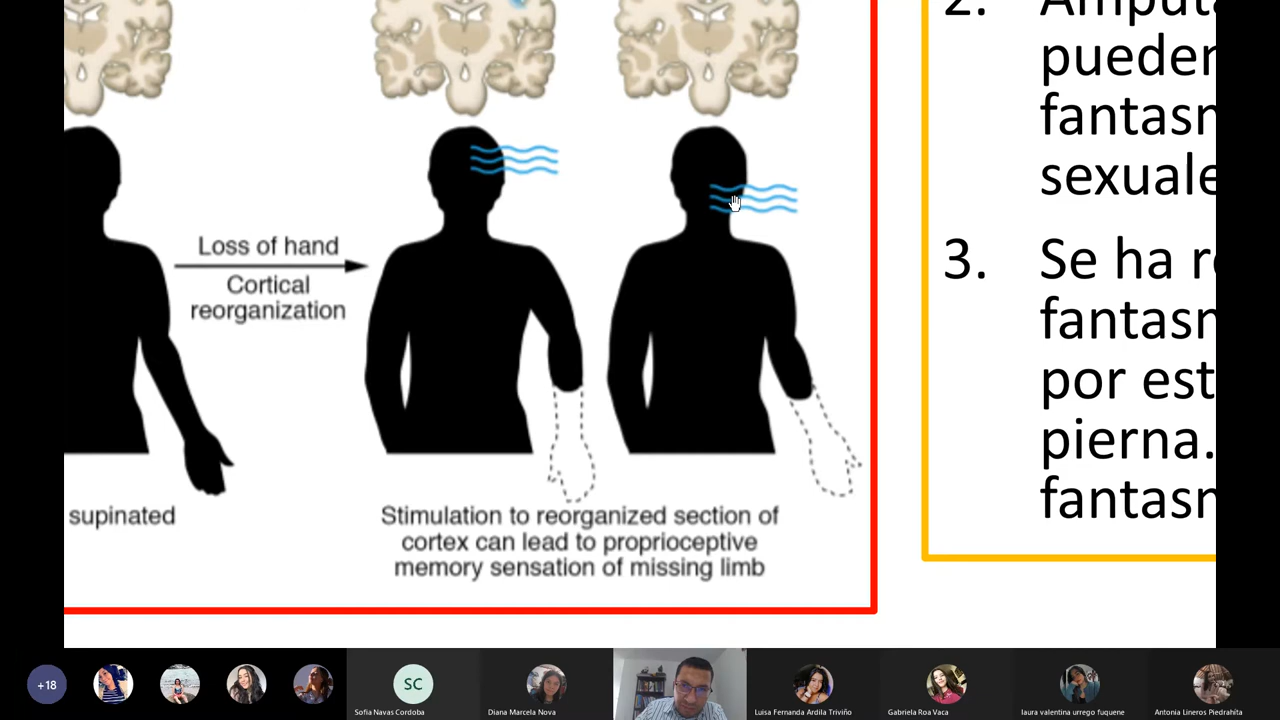 Loss of hand
Cortical
reorganization
supinated
Stimulation to reorganized section of
cortex can lead to proprioceptive
memory sensation of missing limb
2.
pueden
fantasm
sexuale
3. Se ha re
fantasm
por est
pierna.
fantasm
+18
SC
Sofia Navas Cordoba
Diana Marcela Nova
Luisa Fernanda Ardila Triviño
Gabriela Roa Vaca
laura valentina urrego fuquene
Antonia Lineros Piedrahíta